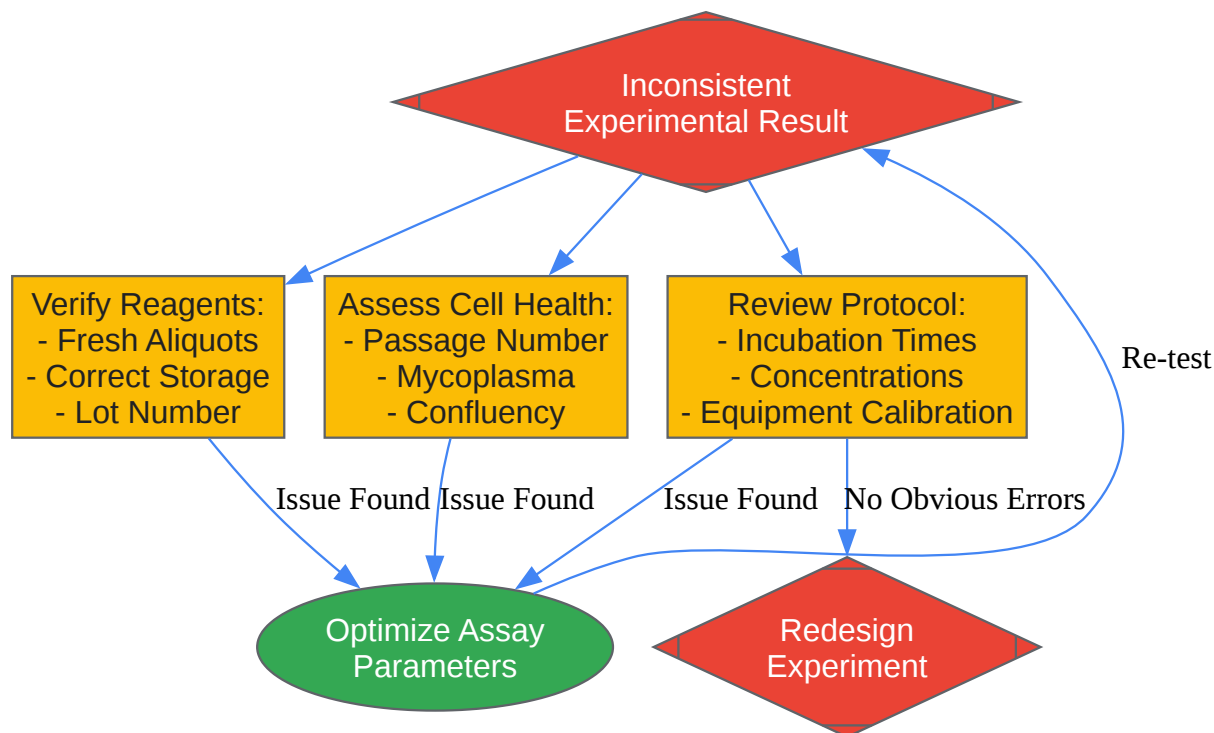 Inconsistent
Experimental Result
Verify Reagents:
- Fresh Aliquots
- Correct Storage
- Lot Number
Assess Cell Health:
- Passage Number
- Mycoplasma
- Confluency
Review Protocol:
- Incubation Times
- Concentrations
- Equipment Calibration
Re-test
Issue Found
Issue Found
Issue Found
No Obvious Errors
Optimize Assay
Parameters
Redesign
Experiment